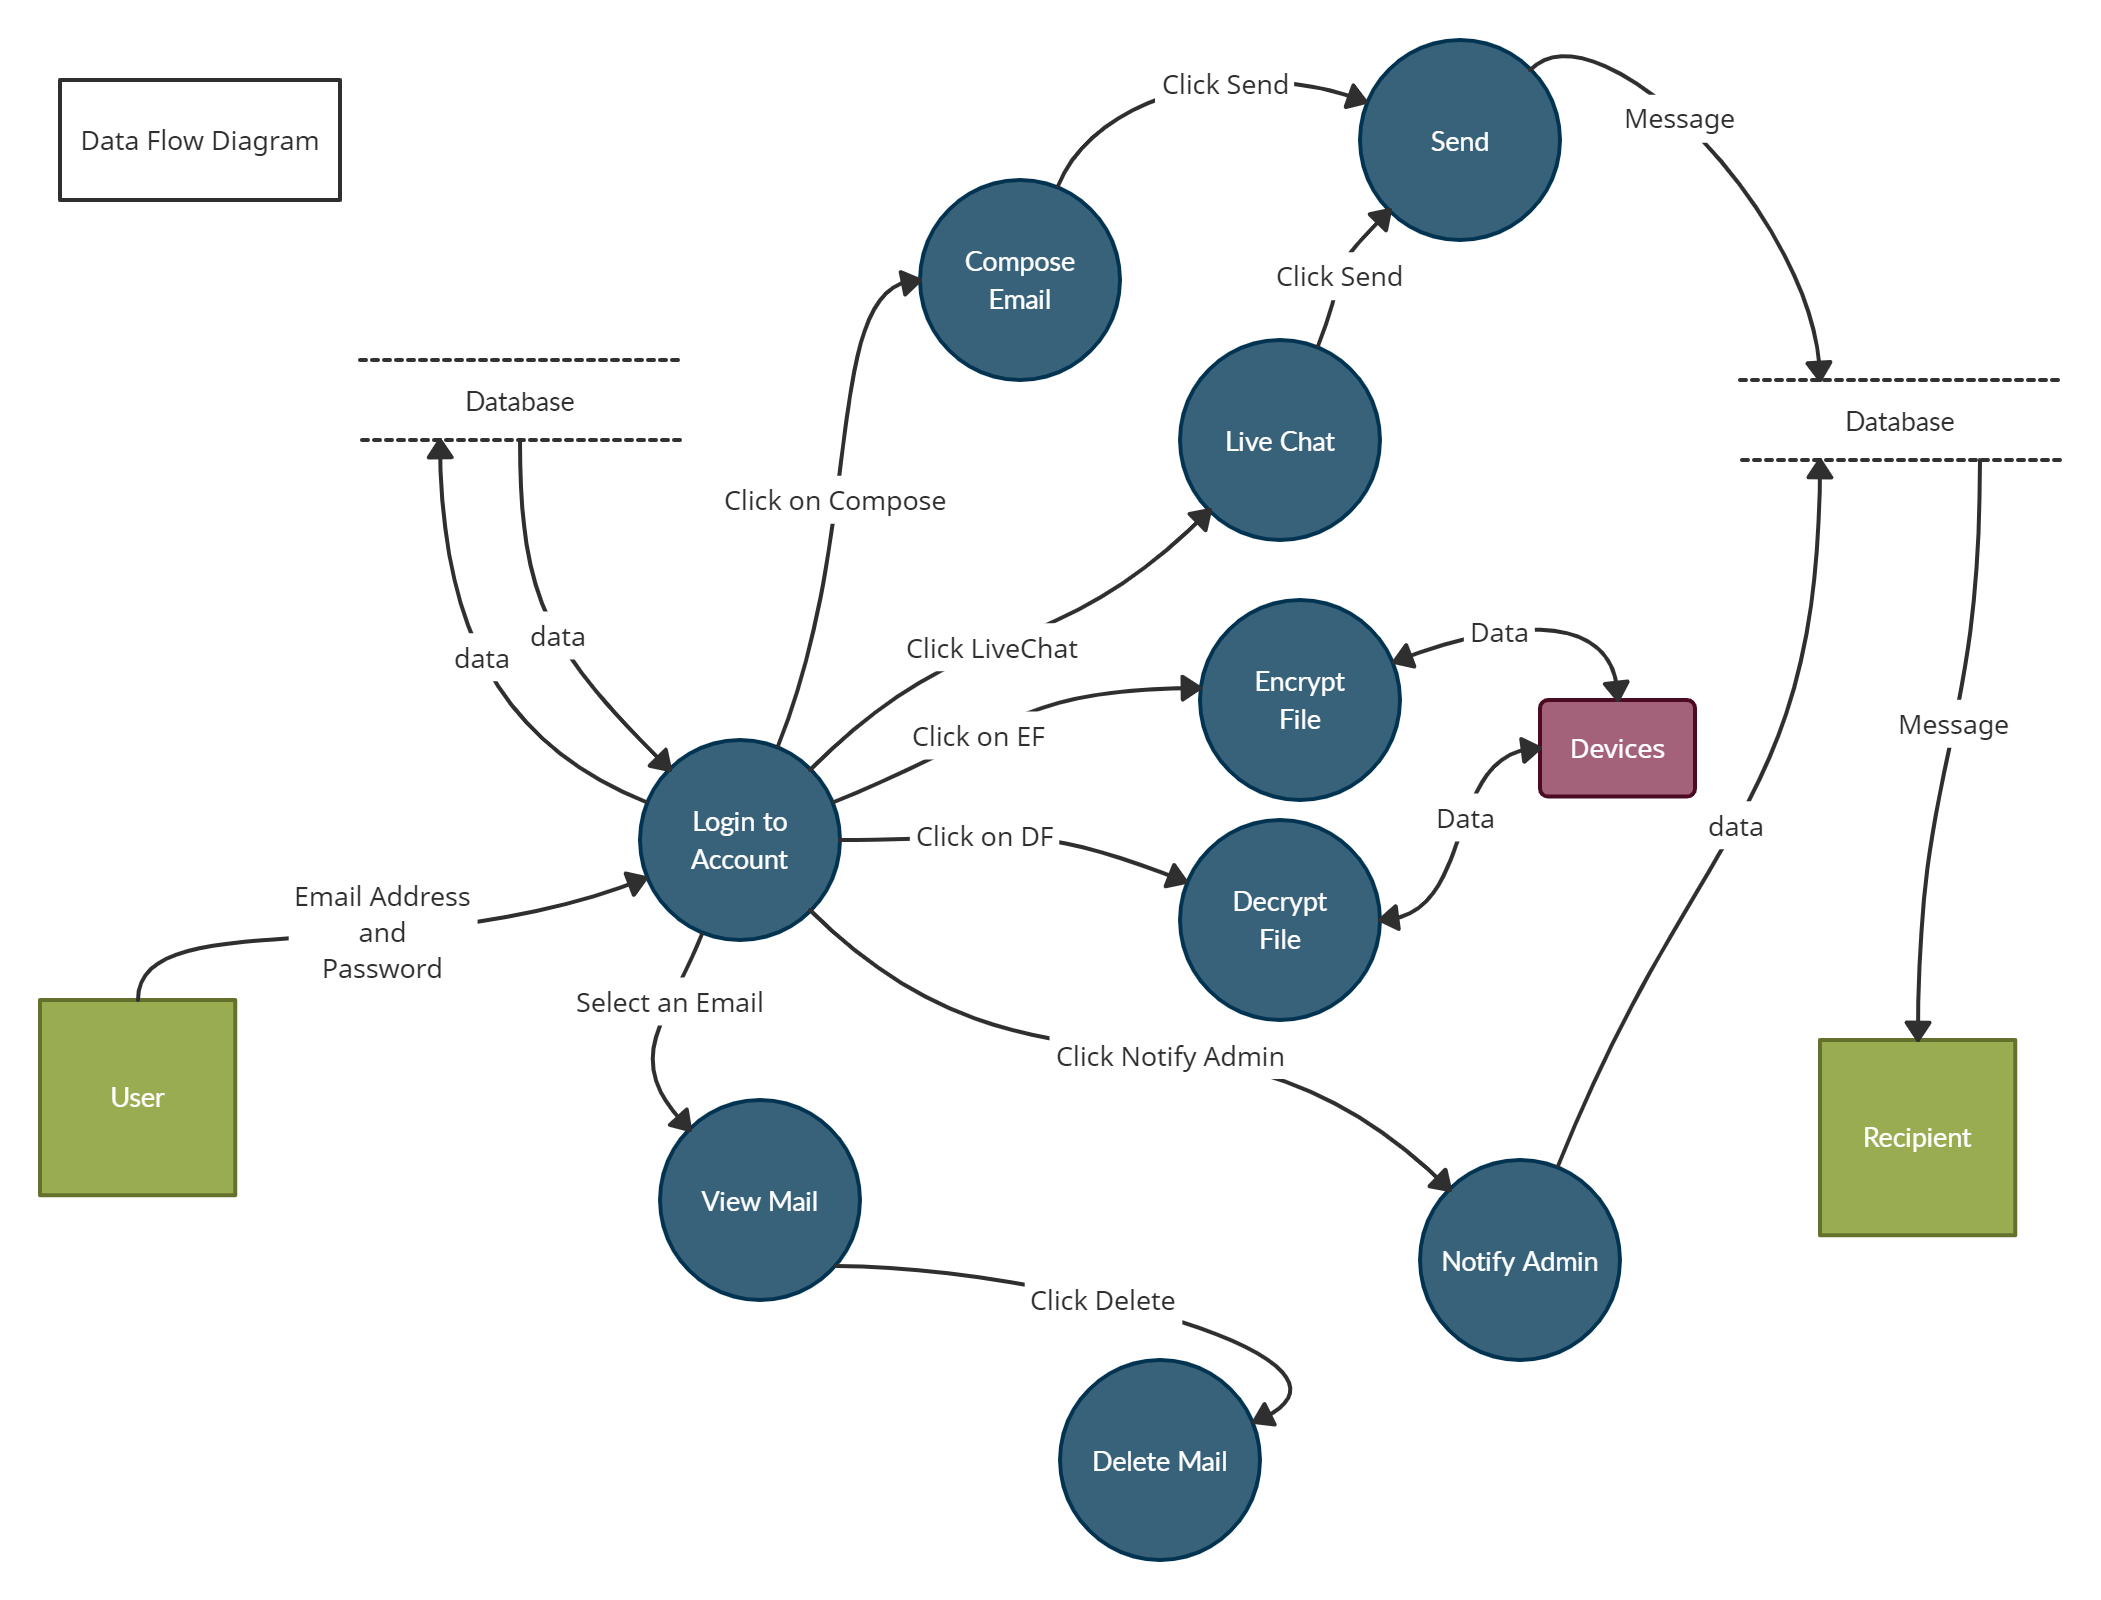 Data Flow Diagram
Click Send
Send
Message
Compose
Email
Click Send
Database
Live Chat
Database
Click on Compose
data
data
Click LiveChat
Encrypt
File
Data
Devices
Click on EF
Message
Login to
Account
Click on DF
Data
data
Decrypt
File
Email Address
and
Password
Select an Email
Click Notify Admin
User
Recipient
View Mail
Notify Admin
Click Delete
Delete Mail